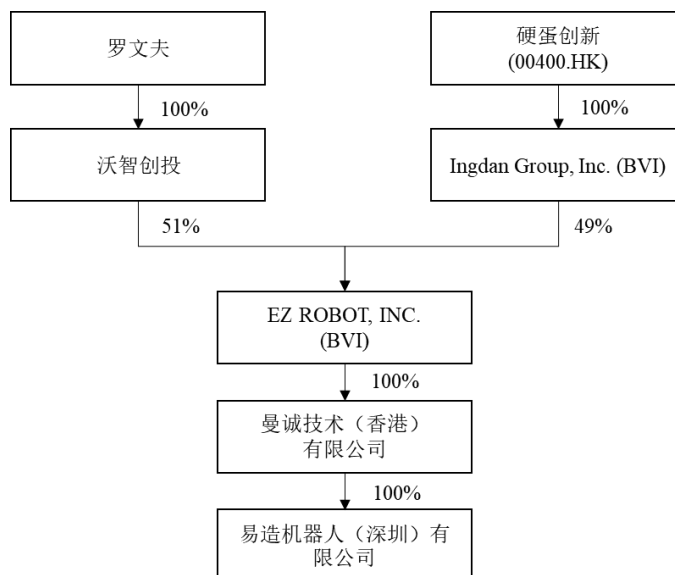 罗文夫
硬蛋创新
(00400.HK)
100%
100%
沃智创投
Ingdan Group, Inc. (BVI)
51%
49%
EZ ROBOT, INC.
(BVI)
100%
曼诚技术（香港）
有限公司
100%
易造机器人（深圳）有
限公司